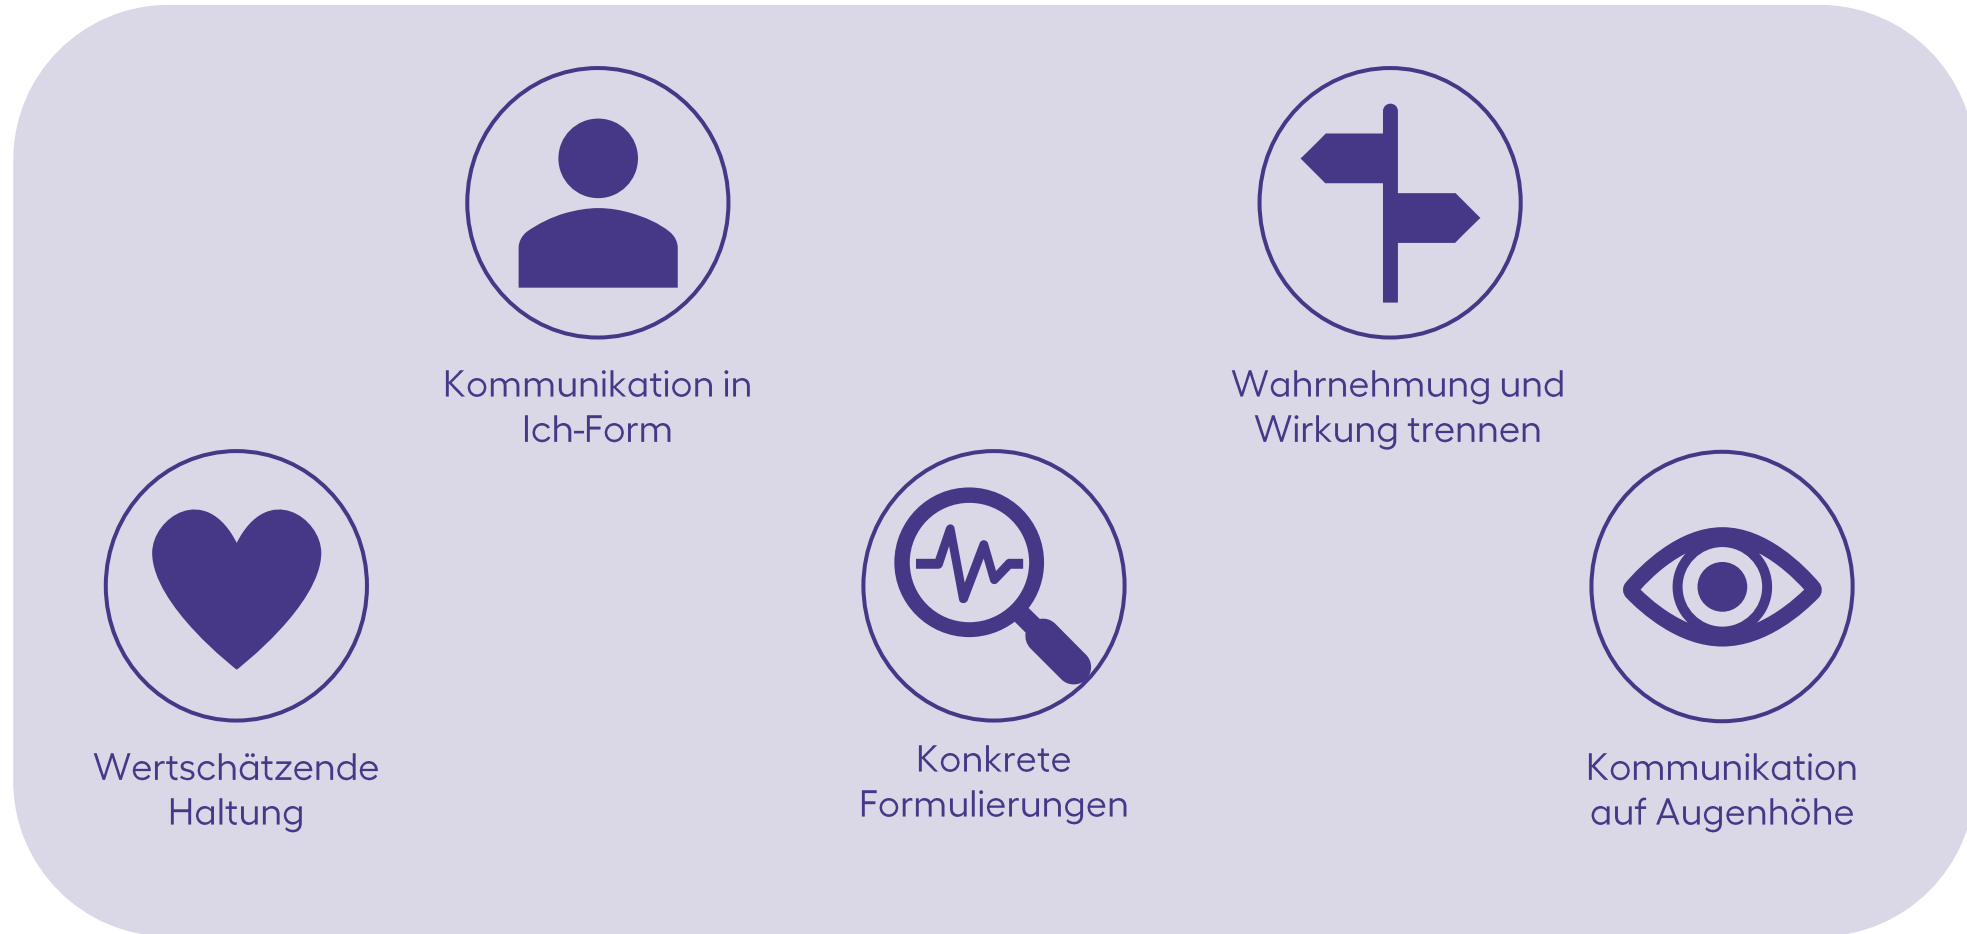 Kommunikation in
Ich-Form
Wahrnehmung und
Wirkung trennen
Wertschätzende
Haltung
Konkrete
Formulierungen
Kommunikation
auf Augenhöhe